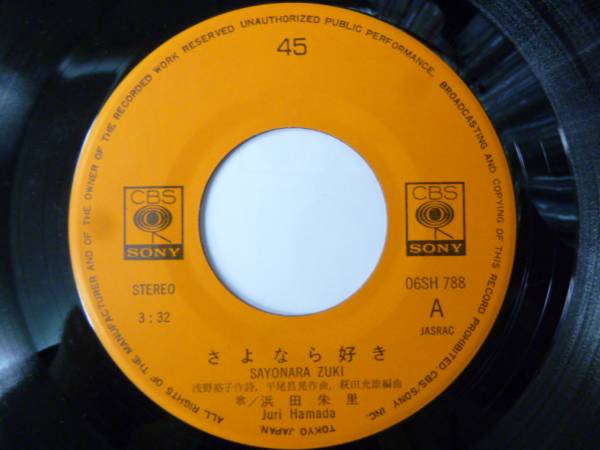 ALL RIGHTS OF THE MANUFACTURER AND OF THE OWNER OF THE RECORDED WORK RESERVED UNAUTHORIZED PUBLIC PERFORMANCE, BROADCASTING AND COPYING OF THIS RECORD PROHIBITED・CBS/SONY INC.
TOKYO JAPAN.
45
CBS
SONY
CBS
SONY
STEREO
06SH 788
3:32
A
JASRAC
さよなら好き
SAYONARA ZUKI
浅野裕子作詩, 平尾昌晃作曲, 萩田光雄編曲
歌／浜田朱里
Juri Hamada